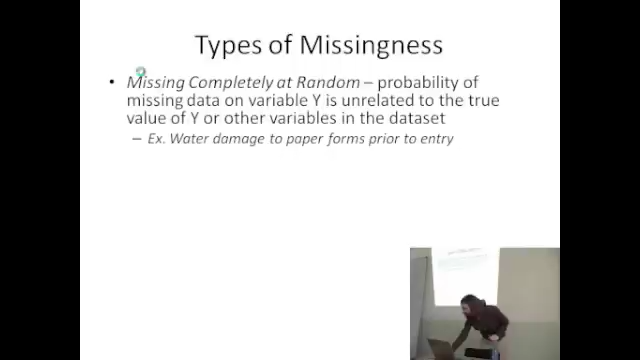 Types of Missingness
• Missing Completely at Random – probability of
missing data on variable Y is unrelated to the true
value of Y or other variables in the dataset
– Ex. Water damage to paper forms prior to entry